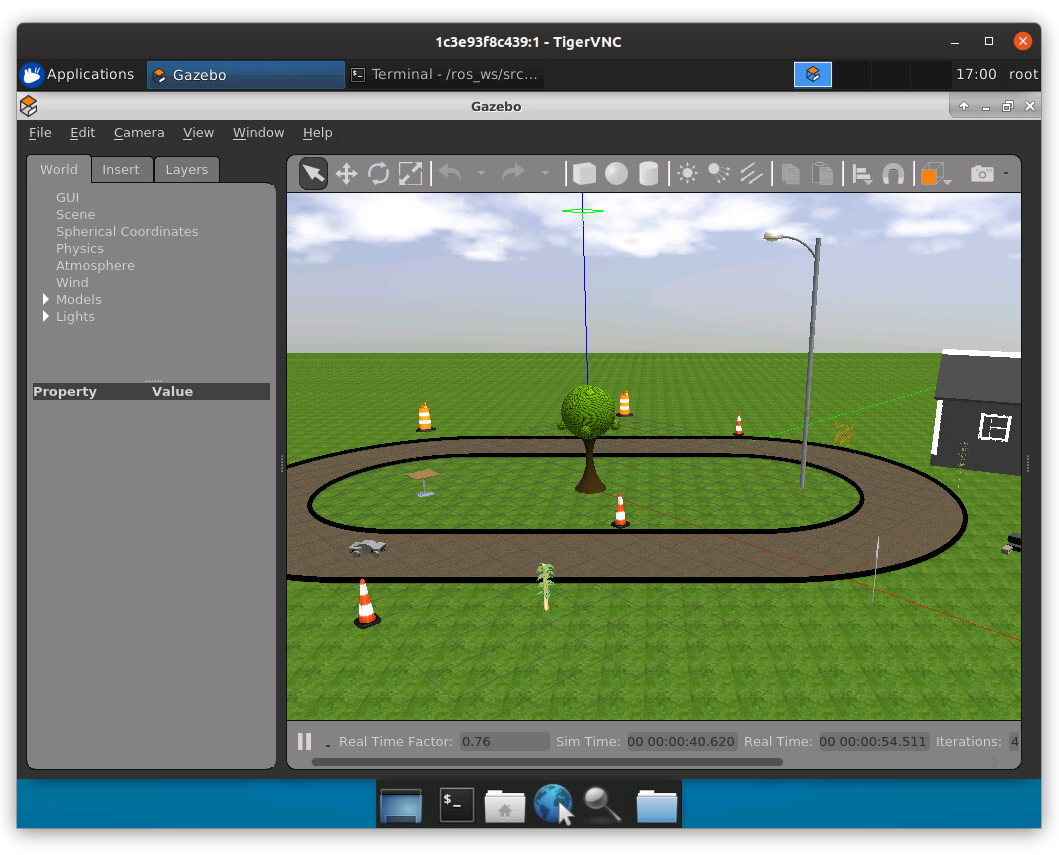 1c3e93f8c439:1 - TigerVNC
Applications
Gazebo
Terminal - /ros_ws/src...
17:00
root
Gazebo
File Edit Camera View Window Help
World Insert Layers
GUI
Scene
Spherical Coordinates
Physics
Atmosphere
Wind
Models
Lights
Property Value
Real Time Factor: 0.76 Sim Time: 00 00:00:40.620 Real Time: 00 00:00:54.511 Iterations: 4
$_